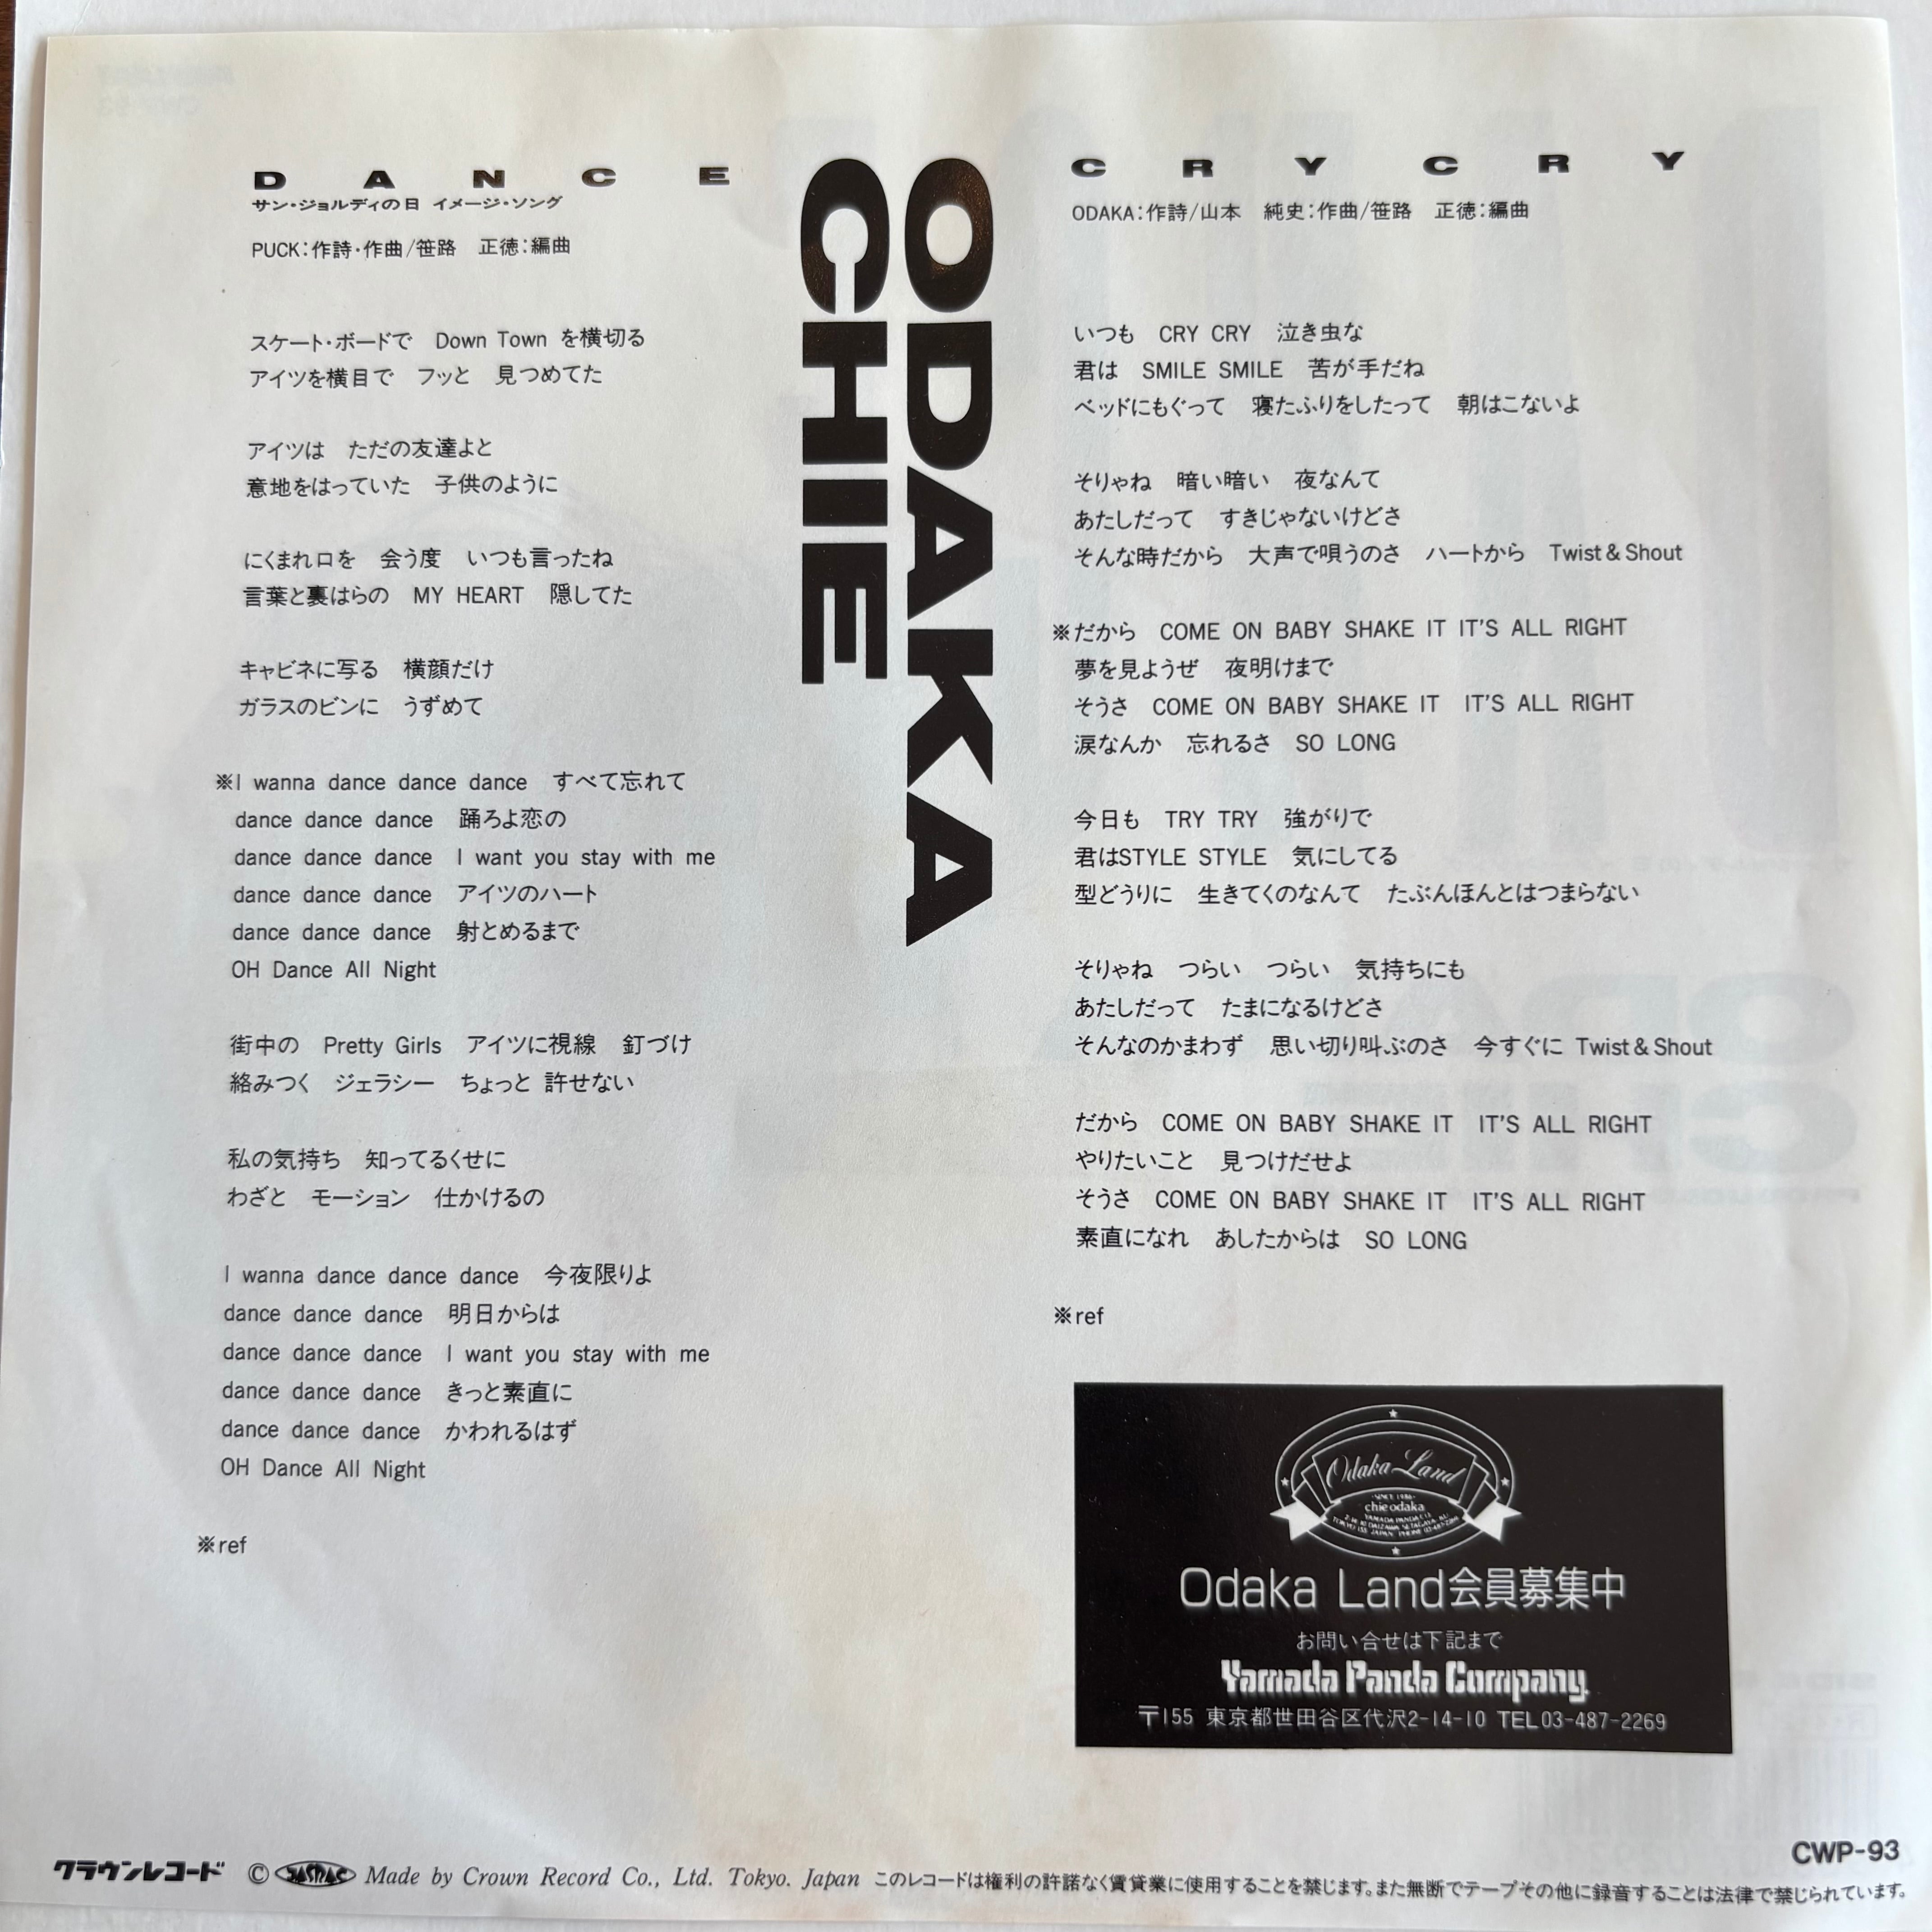 DANCE
サン・ジョルディの日 イメージ・ソング
PUCK：作詩・作曲/笹路　正徳：編曲
スケート・ボードで　Down Town を横切る
アイツを横目で　フッと　見つめてた
アイツは　ただの友達よと
意地をはっていた　子供のように
にくまれ口を　会う度　いつも言ったね
言葉と裏はらの　MY HEART　隠してた
キャビネに写る　横顔だけ
ガラスのビンに　うずめて
※I wanna dance dance dance　すべて忘れて
dance dance dance　踊ろよ恋の
dance dance dance　I want you stay with me
dance dance dance　アイツのハート
dance dance dance　射とめるまで
OH Dance All Night
街中の　Pretty Girls　アイツに視線　釘づけ
絡みつく　ジェラシー　ちょっと 許せない
私の気持ち　知ってるくせに
わざと　モーション　仕かけるの
I wanna dance dance dance　今夜限りよ
dance dance dance　明日からは
dance dance dance　I want you stay with me
dance dance dance　きっと素直に
dance dance dance　かわれるはず
OH Dance All Night
※ref
ODAKA
CHIE
CRY CRY
ODAKA：作詩/山本　純史：作曲/笹路　正徳：編曲
いつも　CRY CRY　泣き虫な
君は　SMILE SMILE　苦が手だね
ベッドにもぐって　寝たふりをしたって　朝はこないよ
そりゃね　暗い暗い　夜なんて
あたしだって　すきじゃないけどさ
そんな時だから　大声で唄うのさ　ハートから　Twist & Shout
※だから　COME ON BABY SHAKE IT IT'S ALL RIGHT
夢を見ようぜ　夜明けまで
そうさ　COME ON BABY SHAKE IT　IT'S ALL RIGHT
涙なんか　忘れるさ　SO LONG
今日も　TRY TRY　強がりで
君はSTYLE STYLE　気にしてる
型どうりに　生きてくのなんて　たぶんほんとはつまらない
そりゃね　つらい　つらい　気持ちにも
あたしだって　たまになるけどさ
そんなのかまわず　思い切り叫ぶのさ　今すぐに Twist & Shout
だから　COME ON BABY SHAKE IT　IT'S ALL RIGHT
やりたいこと　見つけだせよ
そうさ　COME ON BABY SHAKE IT　IT'S ALL RIGHT
素直になれ　あしたからは　SO LONG
※ref
Odaka Land
chie odaka
YAMADA PANDA CO.
2-14-10 DAIZAWA SETAGAYA-KU
TOKYO 155 JAPAN PHONE 03-487-2269
Odaka Land会員募集中
お問い合せは下記まで
Yamada Panda Company.
〒155 東京都世田谷区代沢2-14-10 TEL03-487-2269
CWP-93
クラウンレコード　© JASRAC Made by Crown Record Co., Ltd. Tokyo. Japan このレコードは権利の許諾なく賃貸業に使用することを禁じます。また無断でテープその他に録音することは法律で禁じられています。